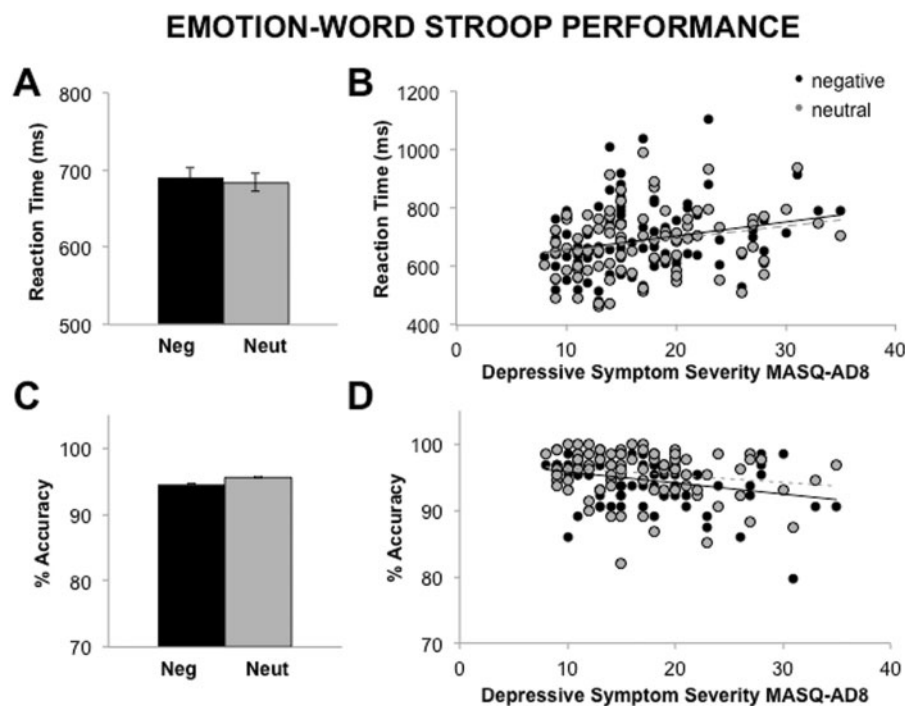 EMOTION-WORD STROOP PERFORMANCE
A
800
700
600
500
Reaction Time (ms)
Neg Neut
B
negative
neutral
1200
1000
800
600
400
Reaction Time (ms)
0 10 20 30 40
Depressive Symptom Severity MASQ-AD8
C
100
90
80
70
% Accuracy
Neg Neut
D
100
90
80
70
% Accuracy
0 10 20 30 40
Depressive Symptom Severity MASQ-AD8